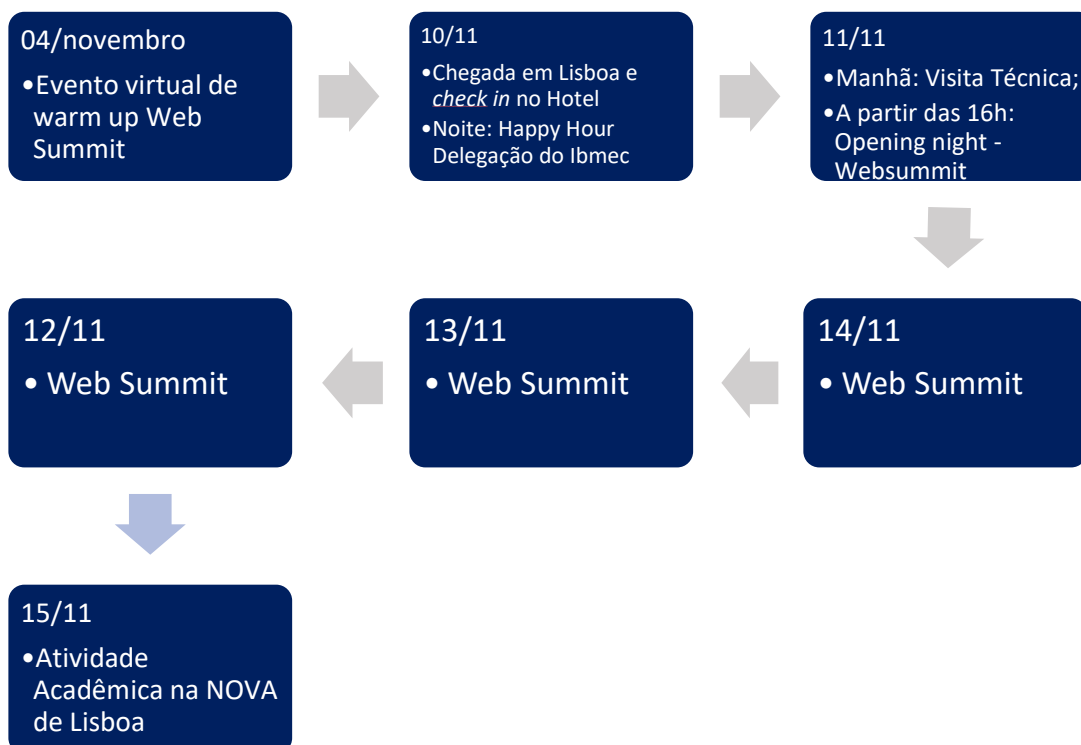 04/novembro
•Evento virtual de
warm up Web
Summit
10/11
•Chegada em Lisboa e
check in no Hotel
•Noite: Happy Hour
Delegação do Ibmec
11/11
•Manhã: Visita Técnica;
•A partir das 16h:
Opening night -
Websummit
14/11
• Web Summit
13/11
• Web Summit
12/11
• Web Summit
15/11
•Atividade
Acadêmica na NOVA
de Lisboa